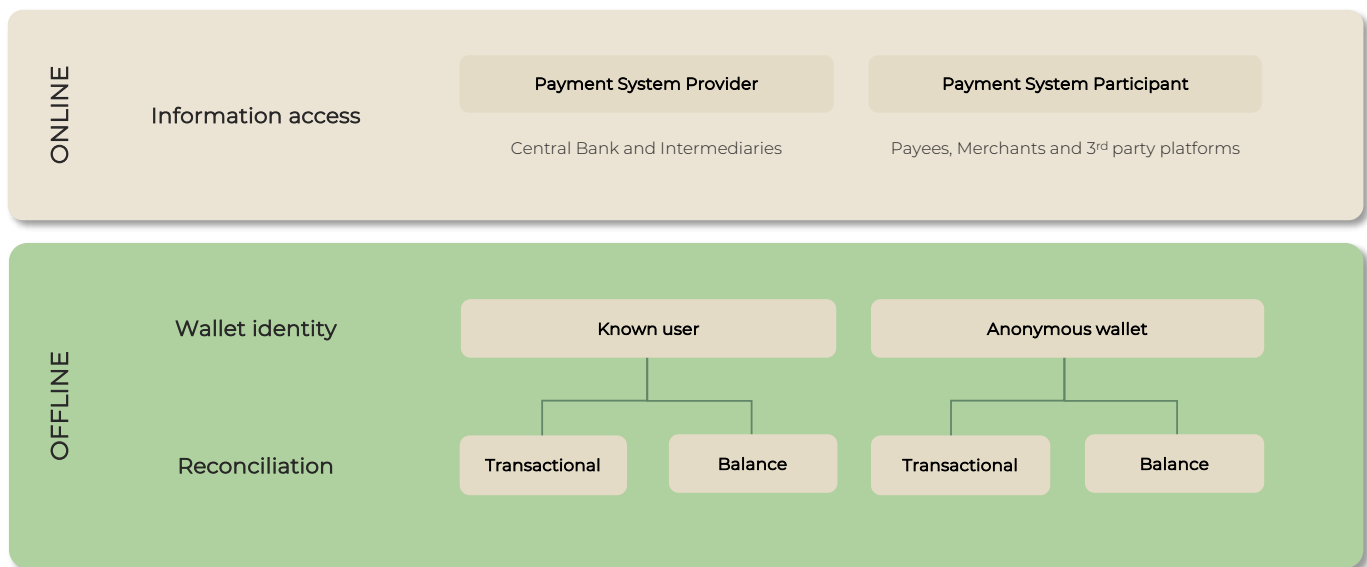 ONLINE
Information access
Payment System Provider
Payment System Participant
Central Bank and Intermediaries
Payees, Merchants and 3rd party platforms
OFFLINE
Wallet identity
Known user
Anonymous wallet
Reconciliation
Transactional
Balance
Transactional
Balance